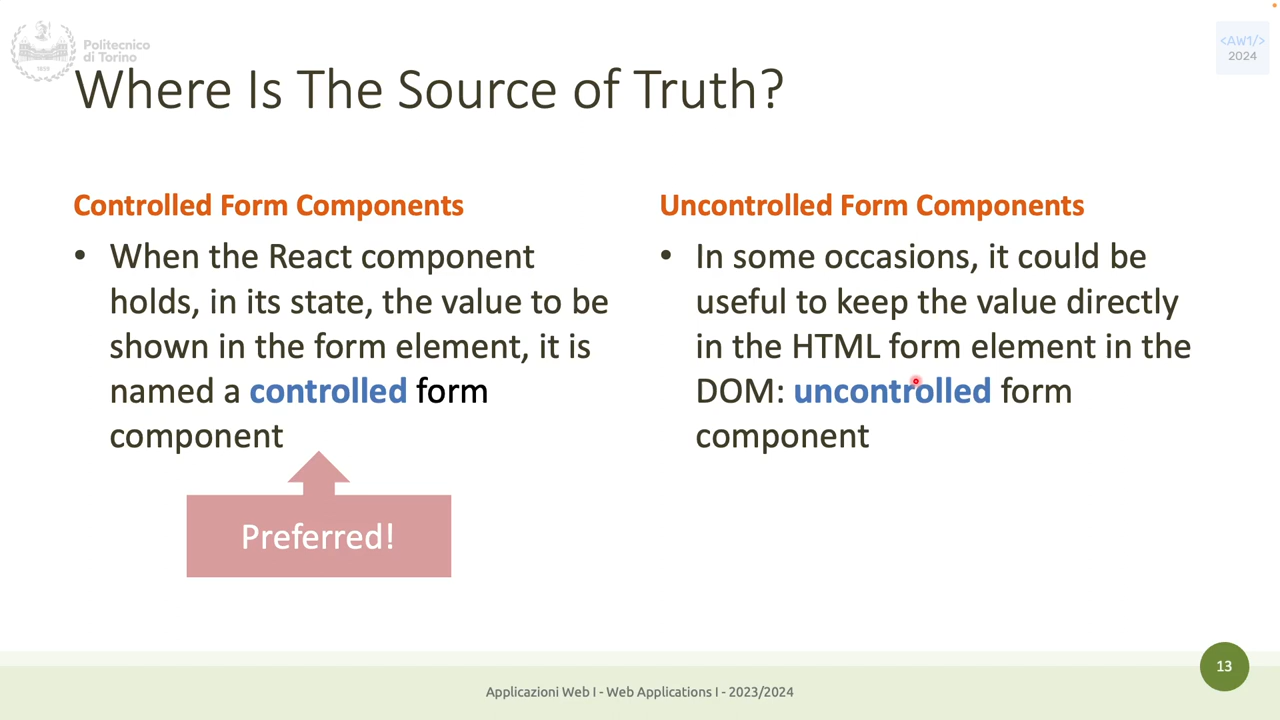 Politecnico
di Torino
1859
<AW1/>
2024
Where Is The Source of Truth?
Controlled Form Components
• When the React component
holds, in its state, the value to be
shown in the form element, it is
named a controlled form
component
Preferred!
Uncontrolled Form Components
• In some occasions, it could be
useful to keep the value directly
in the HTML form element in the
DOM: uncontrolled form
component
Applicazioni Web I - Web Applications I - 2023/2024
13